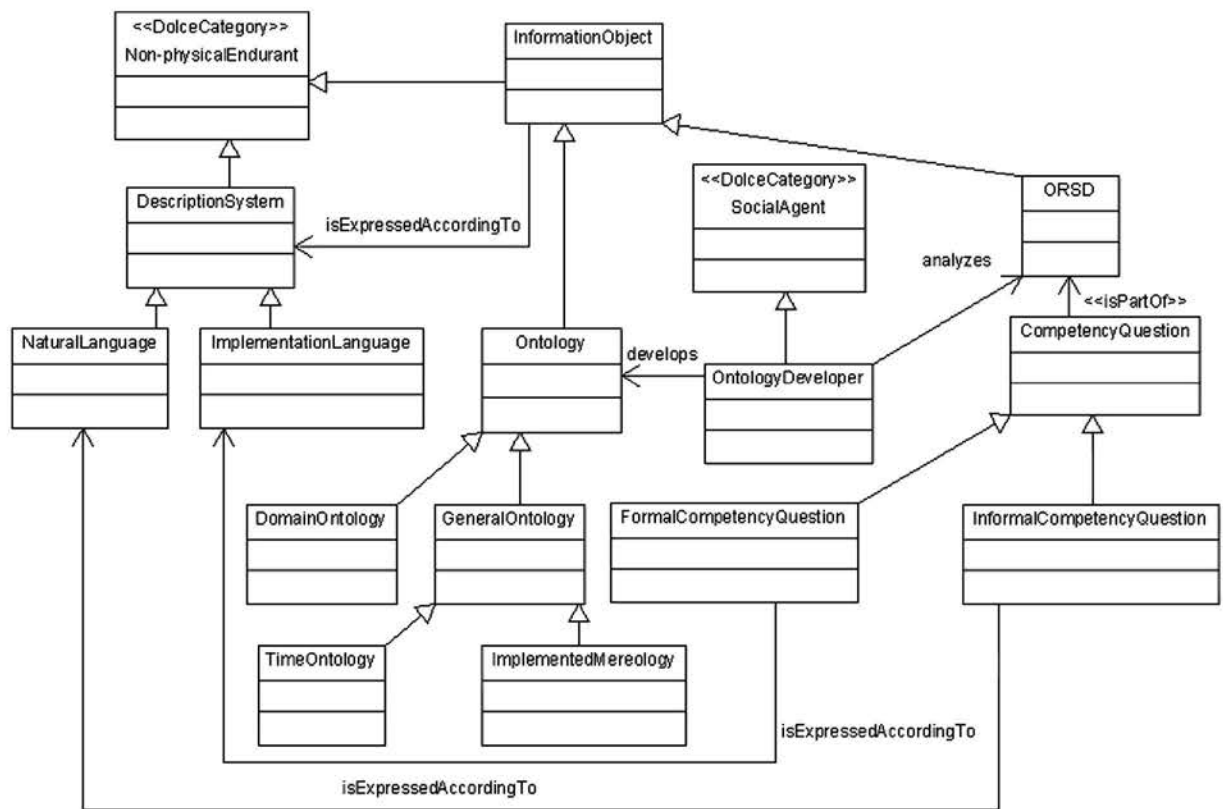 <<DolceCategory>>
Non-physicalEndurant
InformationObject
<<DolceCategory>>
SocialAgent
ORSD
DescriptionSystem
isExpressedAccordingTo
analyzes
<<isPartOf>>
NaturalLanguage
ImplementationLanguage
Ontology
develops
OntologyDeveloper
CompetencyQuestion
DomainOntology
GeneralOntology
FormalCompetencyQuestion
InformalCompetencyQuestion
TimeOntology
ImplementedMereology
isExpressedAccordingTo
isExpressedAccordingTo